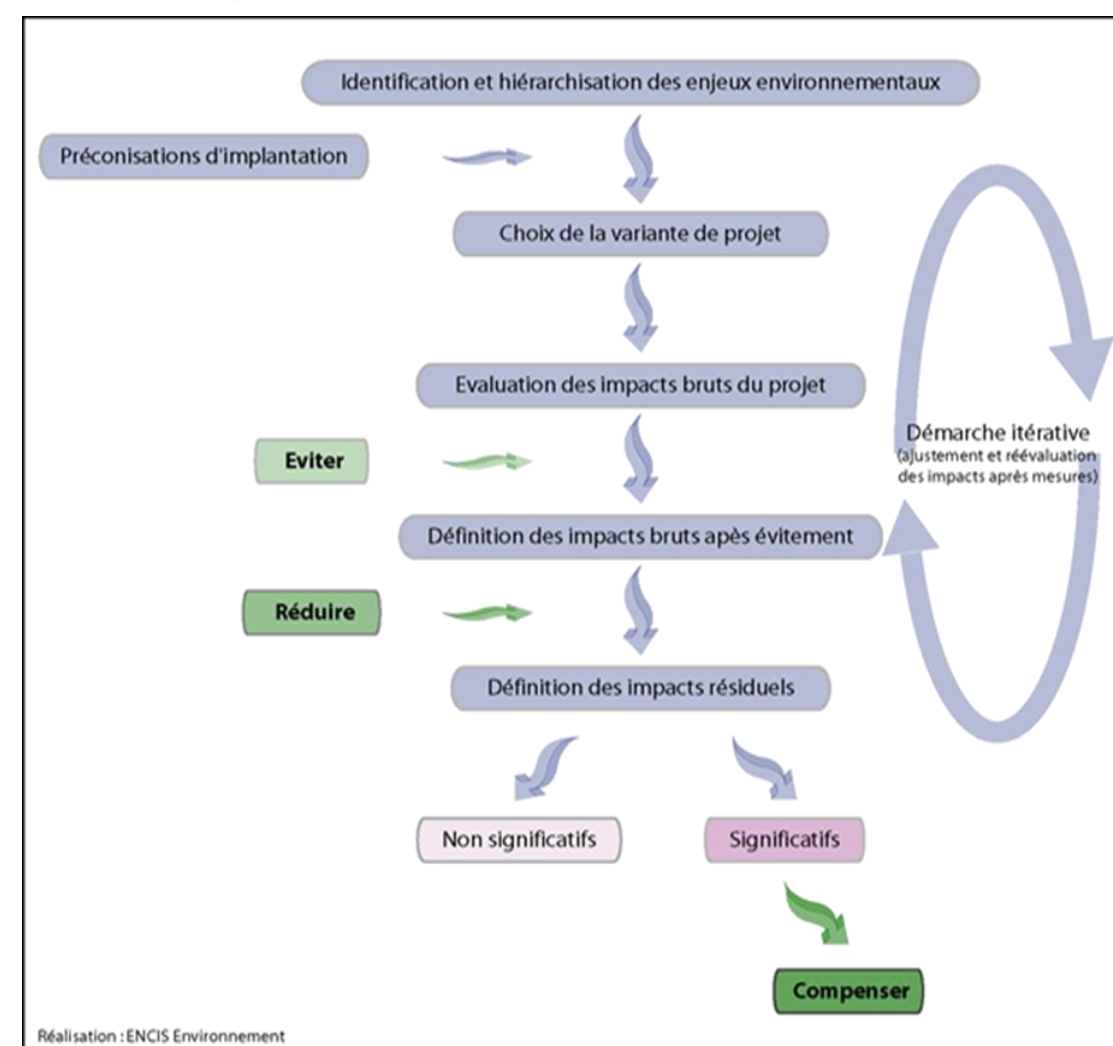 Identification et hiérarchisation des enjeux environnementaux
Préconisations d'implantation
Choix de la variante de projet
Evaluation des impacts bruts du projet
Démarche itérative
(ajustement et réévaluation
des impacts après mesures)
Eviter
Définition des impacts bruts apès évitement
Réduire
Définition des impacts résiduels
Non significatifs
Significatifs
Compenser
Réalisation : ENCIS Environnement